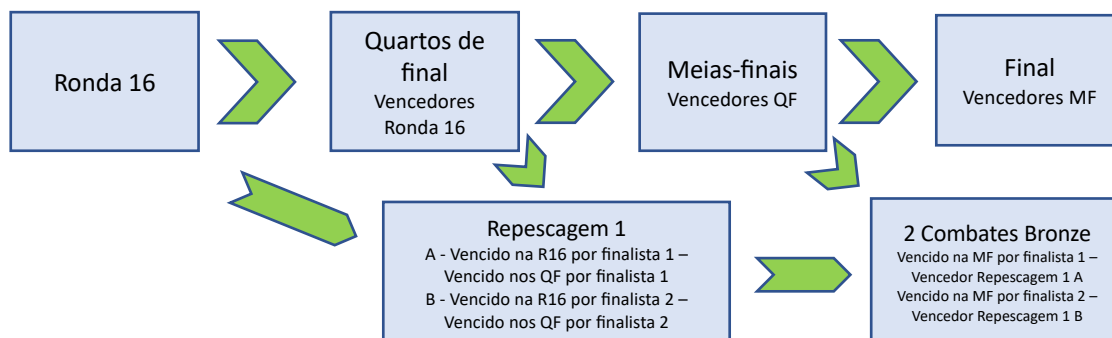 Ronda 16
Quartos de
final
Vencedores
Ronda 16
Meias-finais
Vencedores QF
Final
Vencedores MF
Repescagem 1
A - Vencido na R16 por finalista 1 –
Vencido nos QF por finalista 1
B - Vencido na R16 por finalista 2 –
Vencido nos QF por finalista 2
2 Combates Bronze
Vencido na MF por finalista 1 –
Vencedor Repescagem 1 A
Vencido na MF por finalista 2 –
Vencedor Repescagem 1 B